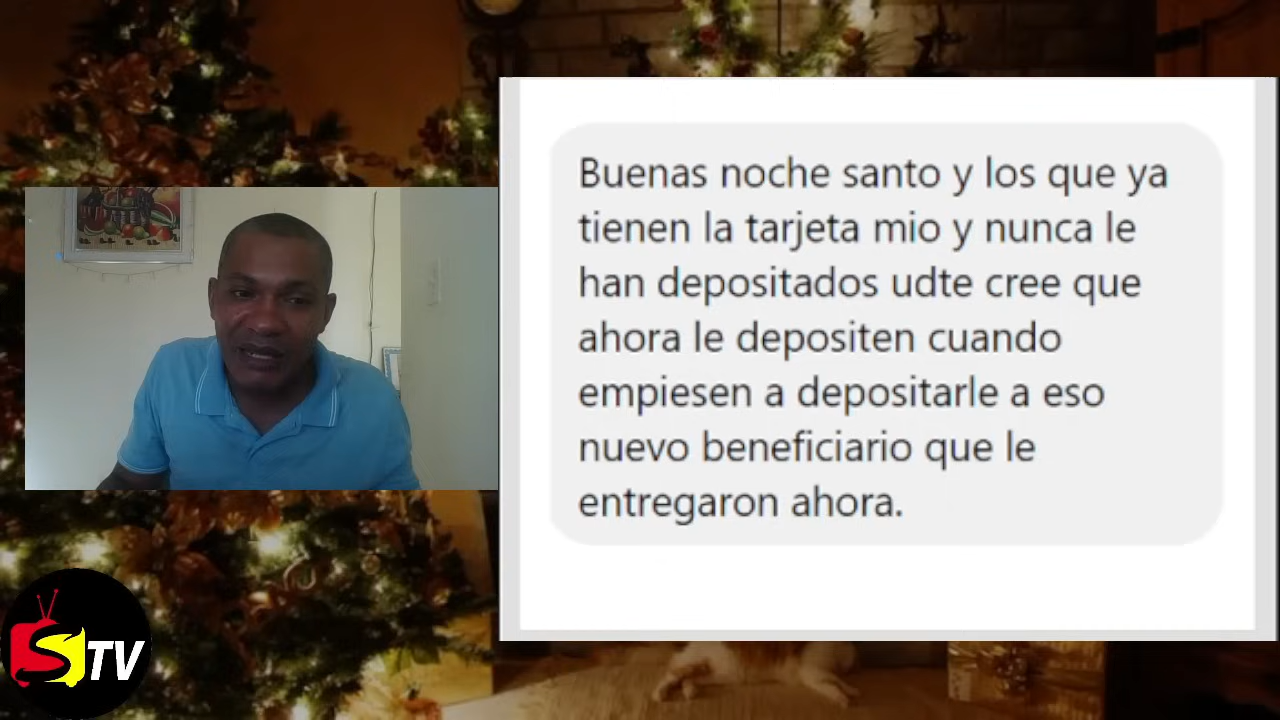 Buenas noche santo y los que ya
tienen la tarjeta mio y nunca le
han depositados udte cree que
ahora le depositen cuando
empiesen a depositarle a eso
nuevo beneficiario que le
entregaron ahora.
STV